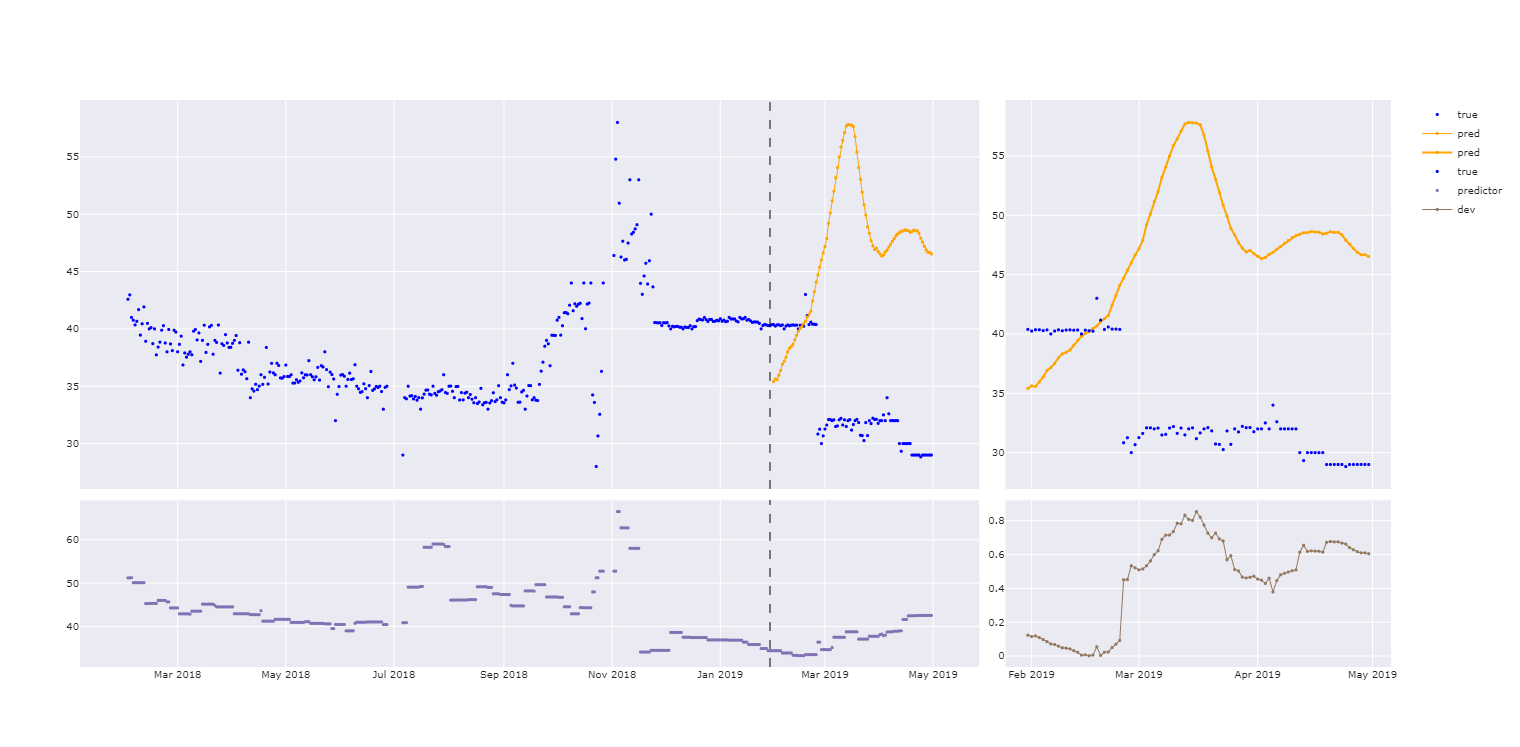 55
50
45
40
35
30
60
50
40
Mar 2018
May 2018
Jul 2018
Sep 2018
Nov 2018
Jan 2019
Mar 2019
May 2019
55
50
45
40
35
30
0.8
0.6
0.4
0.2
0
Feb 2019
Mar 2019
Apr 2019
May 2019
true
pred
pred
true
predictor
dev